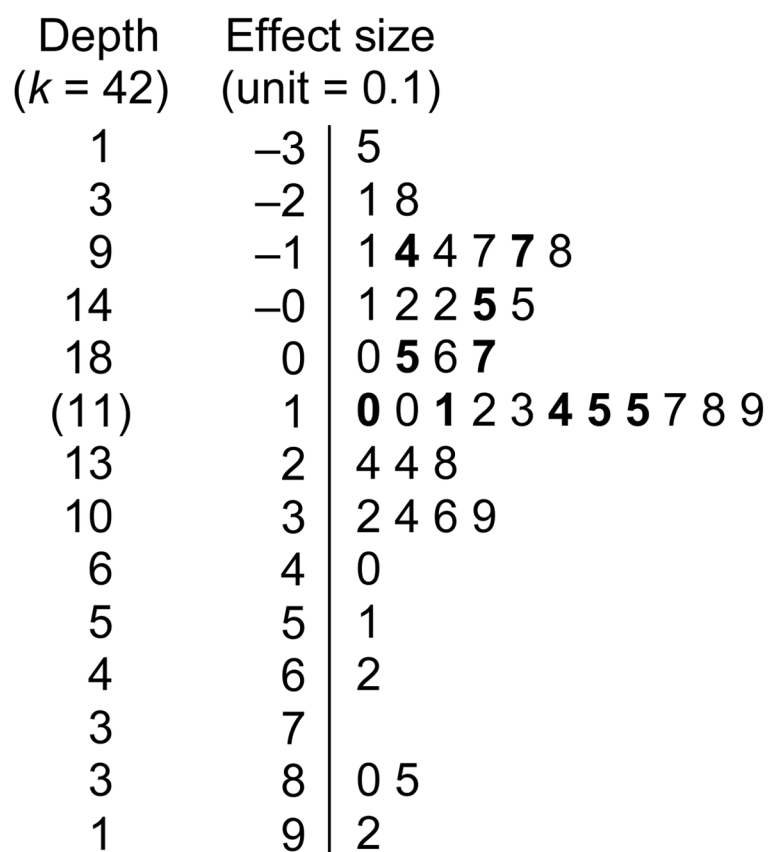 Depth Effect size
(k = 42) (unit = 0.1)
1 –3 5
3 –2 1 8
9 –1 1 4 4 7 7 8
14 –0 1 2 2 5 5
18 0 0 5 6 7
(11) 1 0 0 1 2 3 4 5 5 7 8 9
13 2 4 4 8
10 3 2 4 6 9
6 4 0
5 5 1
4 6 2
3 7
3 8 0 5
1 9 2